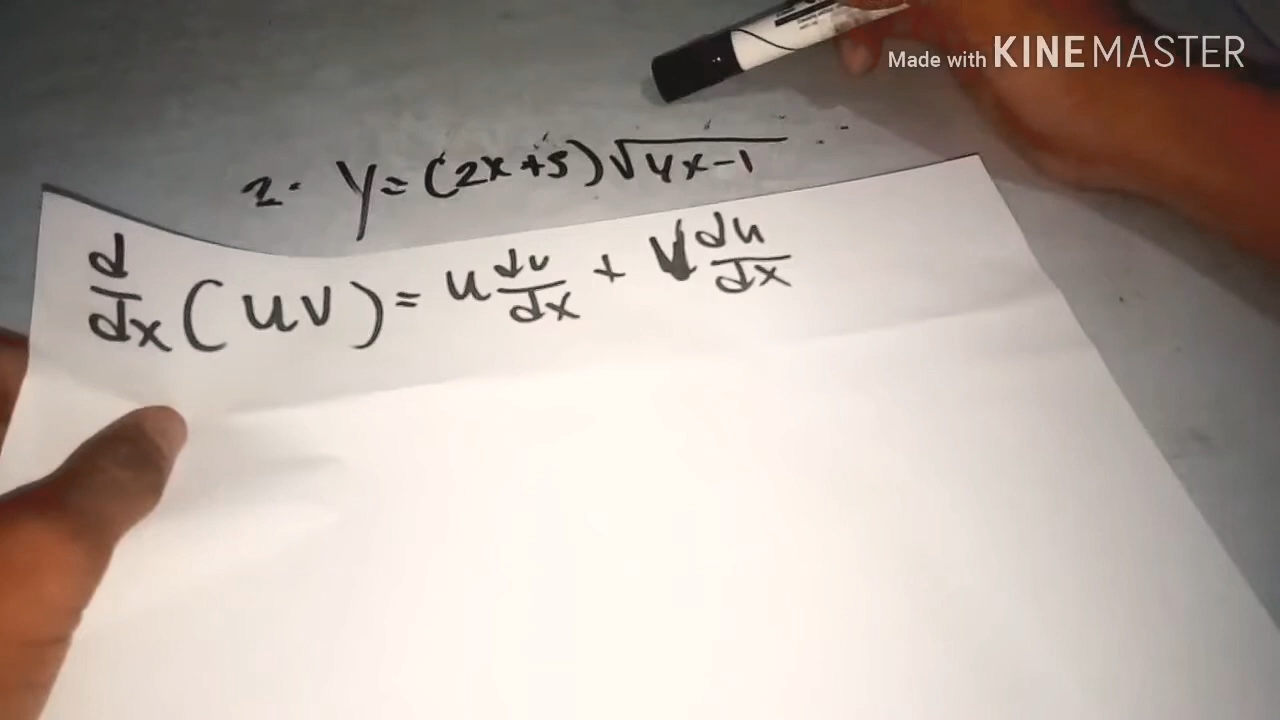 Made with KINEMASTER
2. y=(2x+5)√4x-1
d/dx (uv) = u dv/dx + v du/dx